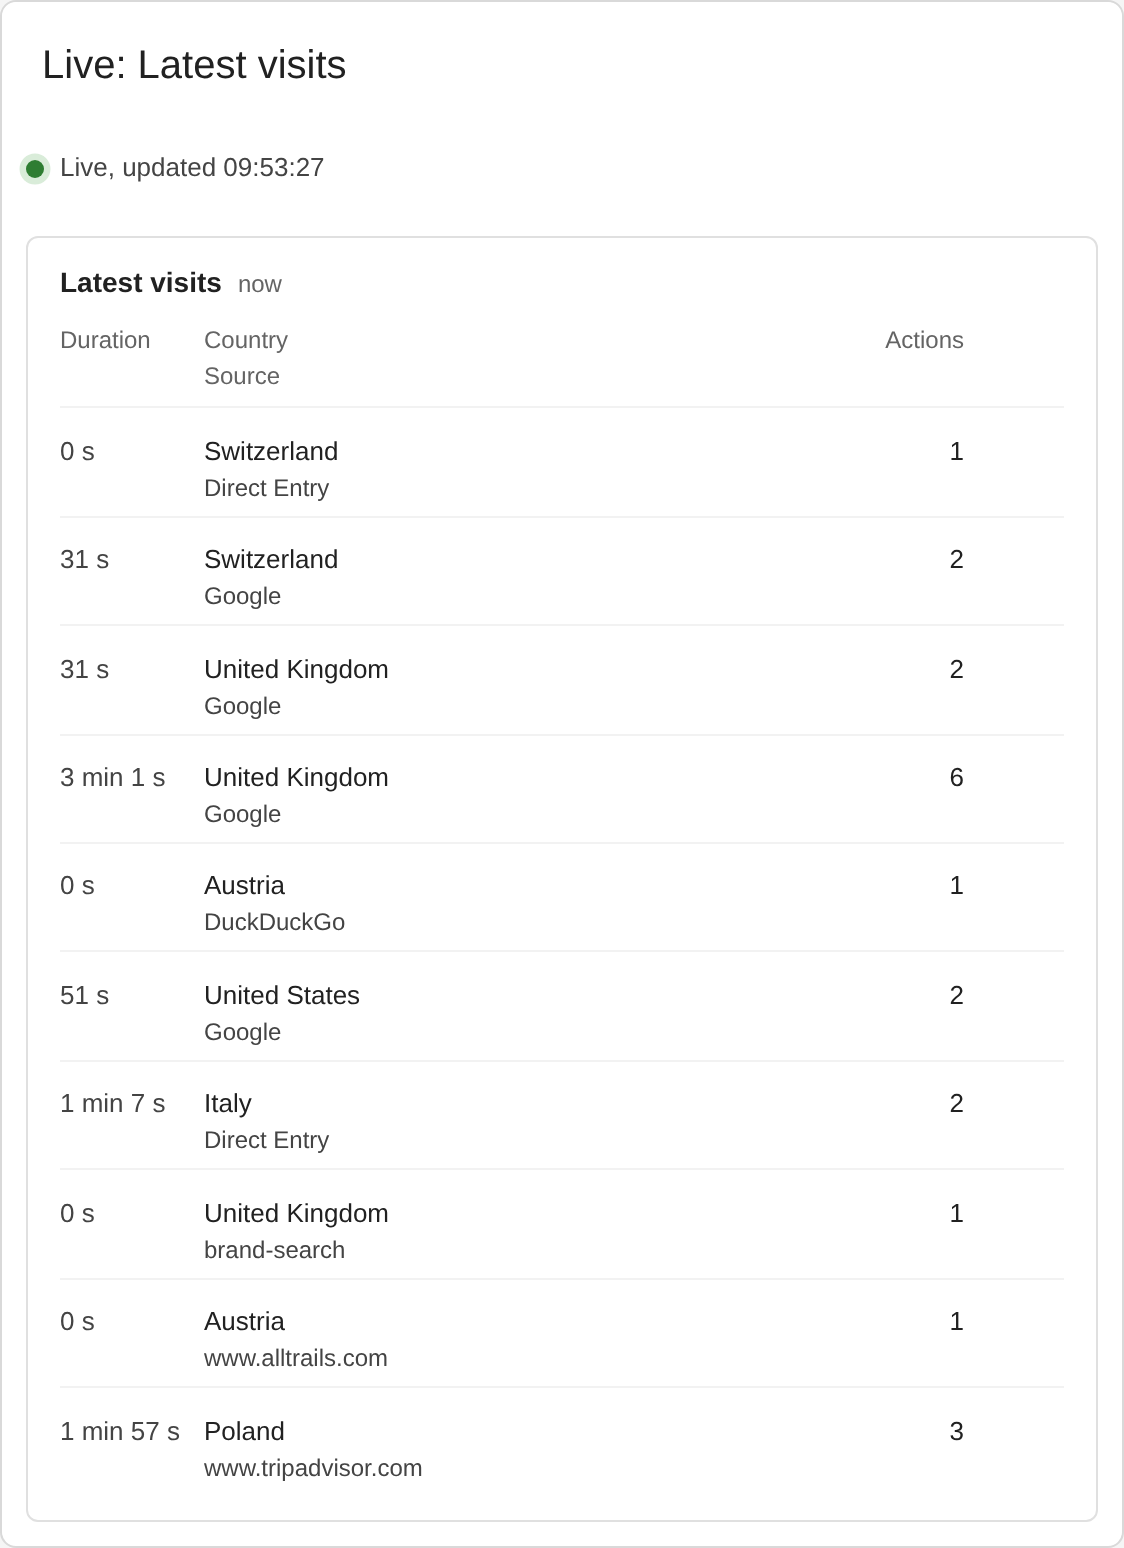 Live: Latest visits
Live, updated 09:53:27
Latest visits now
Duration Country Actions
Source
0 s Switzerland 1
Direct Entry
31 s Switzerland 2
Google
31 s United Kingdom 2
Google
3 min 1 s United Kingdom 6
Google
0 s Austria 1
DuckDuckGo
51 s United States 2
Google
1 min 7 s Italy 2
Direct Entry
0 s United Kingdom 1
brand-search
0 s Austria 1
www.alltrails.com
1 min 57 s Poland 3
www.tripadvisor.com